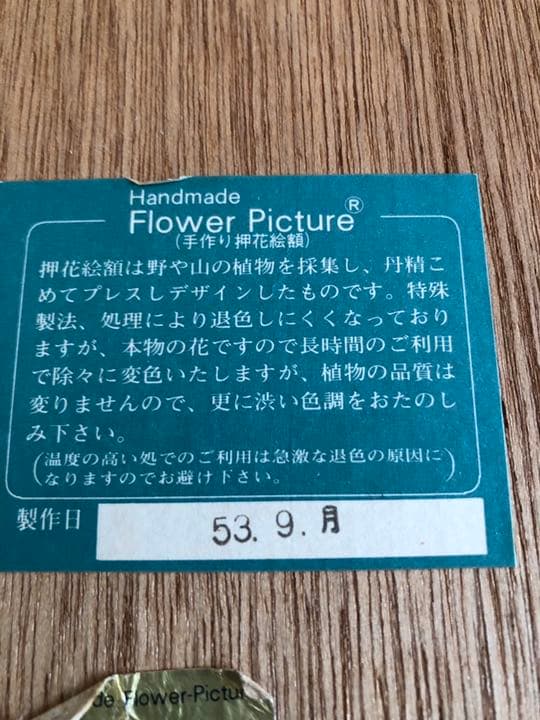 Handmade
Flower Picture®
(手作り押花絵額)
押花絵額は野や山の植物を採集し、丹精こ
めてプレスしデザインしたものです。特殊
製法、処理により退色しにくくなっており
ますが、本物の花ですので長時間のご利用
で除々に変色いたしますが、植物の品質は
変りませんので、更に渋い色調をおたのし
み下さい。
(温度の高い処でのご利用は急激な退色の原因に
なりますのでお避け下さい。)
製作日 53. 9. 月
de Flower-Pictu